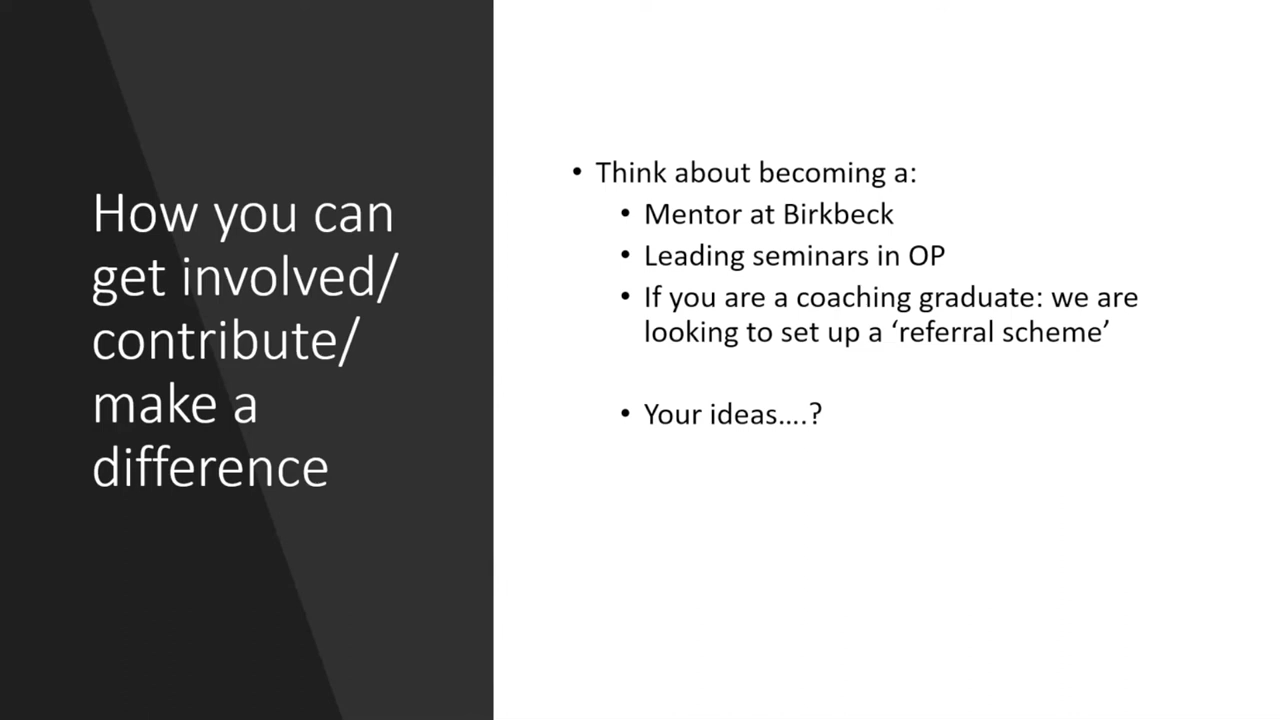 How you can
get involved/
contribute/
make a
difference
• Think about becoming a:
• Mentor at Birkbeck
• Leading seminars in OP
• If you are a coaching graduate: we are
looking to set up a ‘referral scheme’
• Your ideas….?